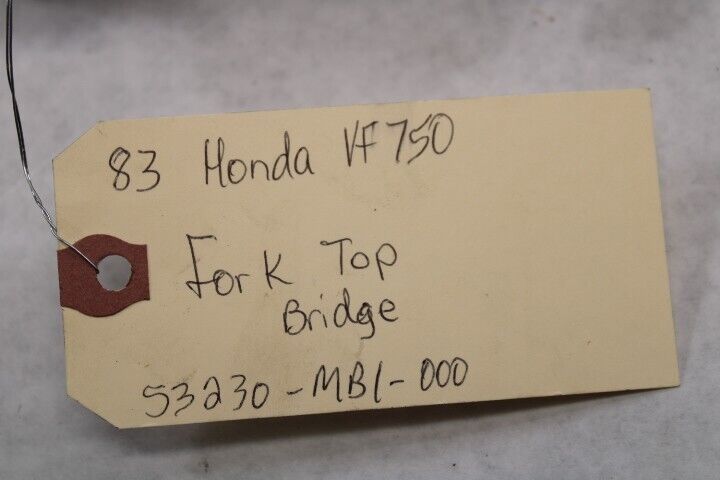 83 Honda VF750
Fork Top
Bridge
53230-MB1-000